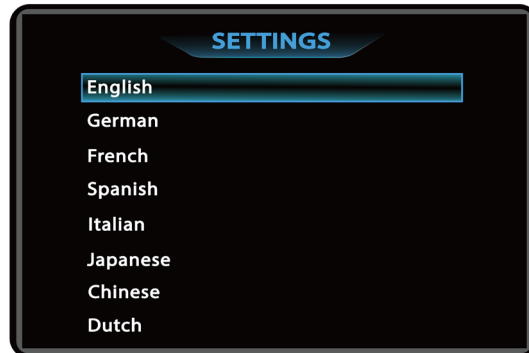 SETTINGS
English
German
French
Spanish
Italian
Japanese
Chinese
Dutch